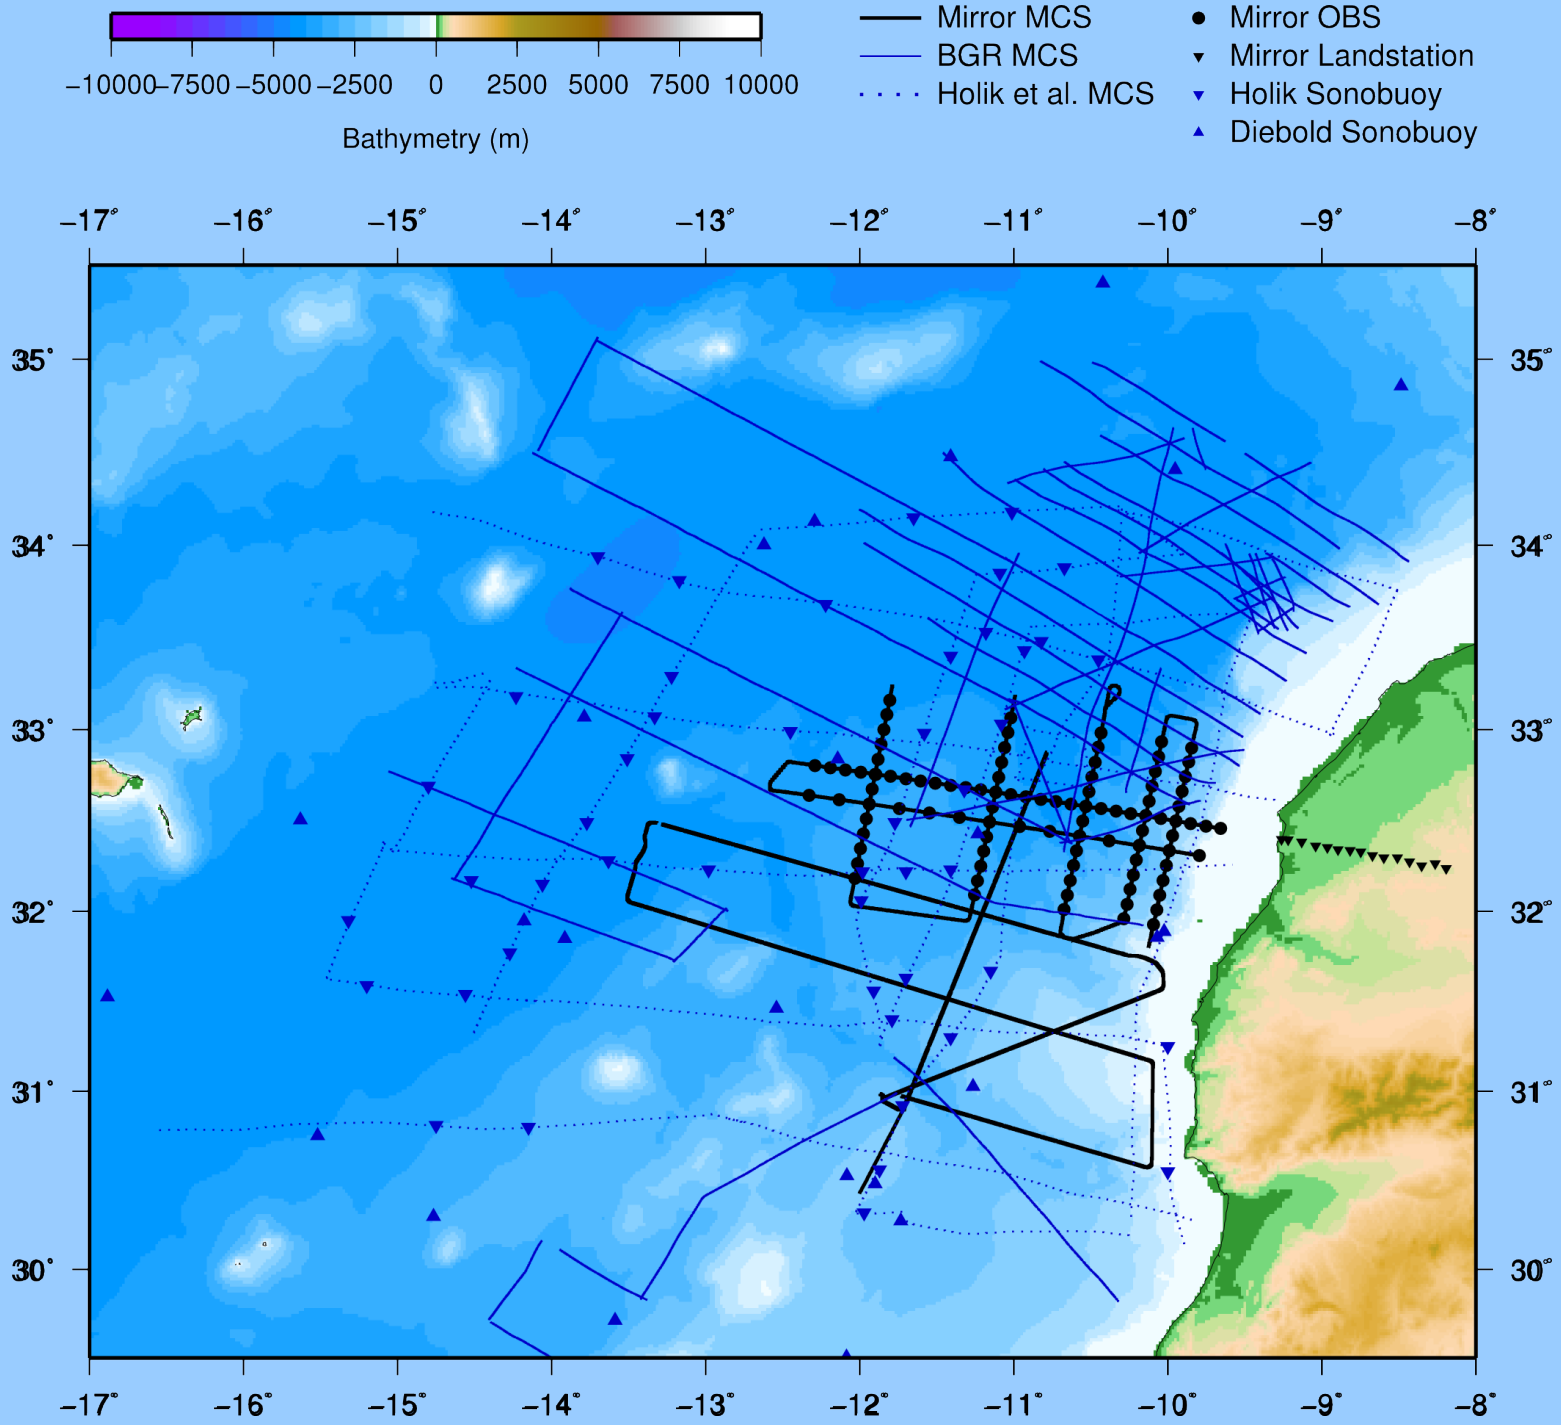 −10000 −7500 −5000 −2500 0 2500 5000 7500 10000
Bathymetry (m)
Mirror MCS
BGR MCS
Holik et al. MCS
Mirror OBS
Mirror Landstation
Holik Sonobuoy
Diebold Sonobuoy
−17° −16° −15° −14° −13° −12° −11° −10° −9° −8°
35° 35°
34° 34°
33° 33°
32° 32°
31° 31°
30° 30°
−17° −16° −15° −14° −13° −12° −11° −10° −9° −8°